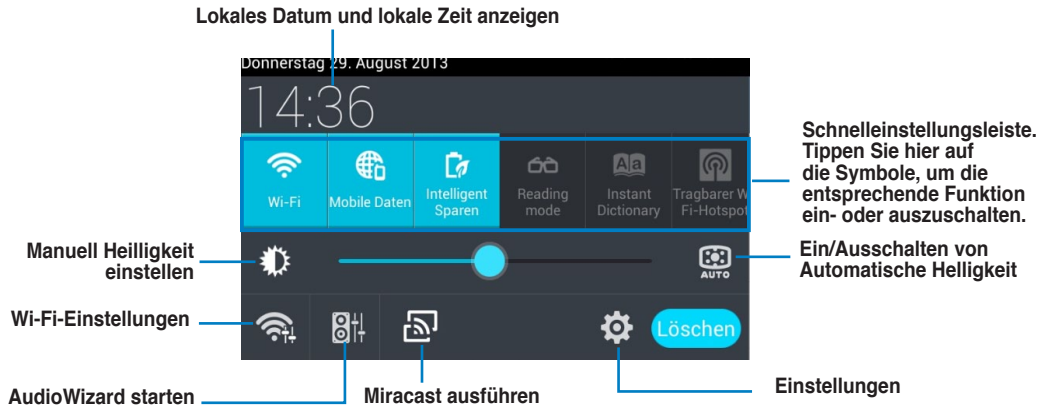 Lokales Datum und lokale Zeit anzeigen
Donnerstag 29. August 2013
14:36
Wi-Fi
Mobile Daten
Intelligent
Sparen
Reading
mode
Aa
Instant
Dictionary
Tragbarer W
Fi-Hotspot
Schnelleinstellungsleiste.
Tippen Sie hier auf
die Symbole, um die
entsprechende Funktion
ein- oder auszuschalten.
Manuell Heilligkeit
einstellen
AUTO
Ein/Ausschalten von
Automatische Helligkeit
Wi-Fi-Einstellungen
Löschen
AudioWizard starten
Miracast ausführen
Einstellungen